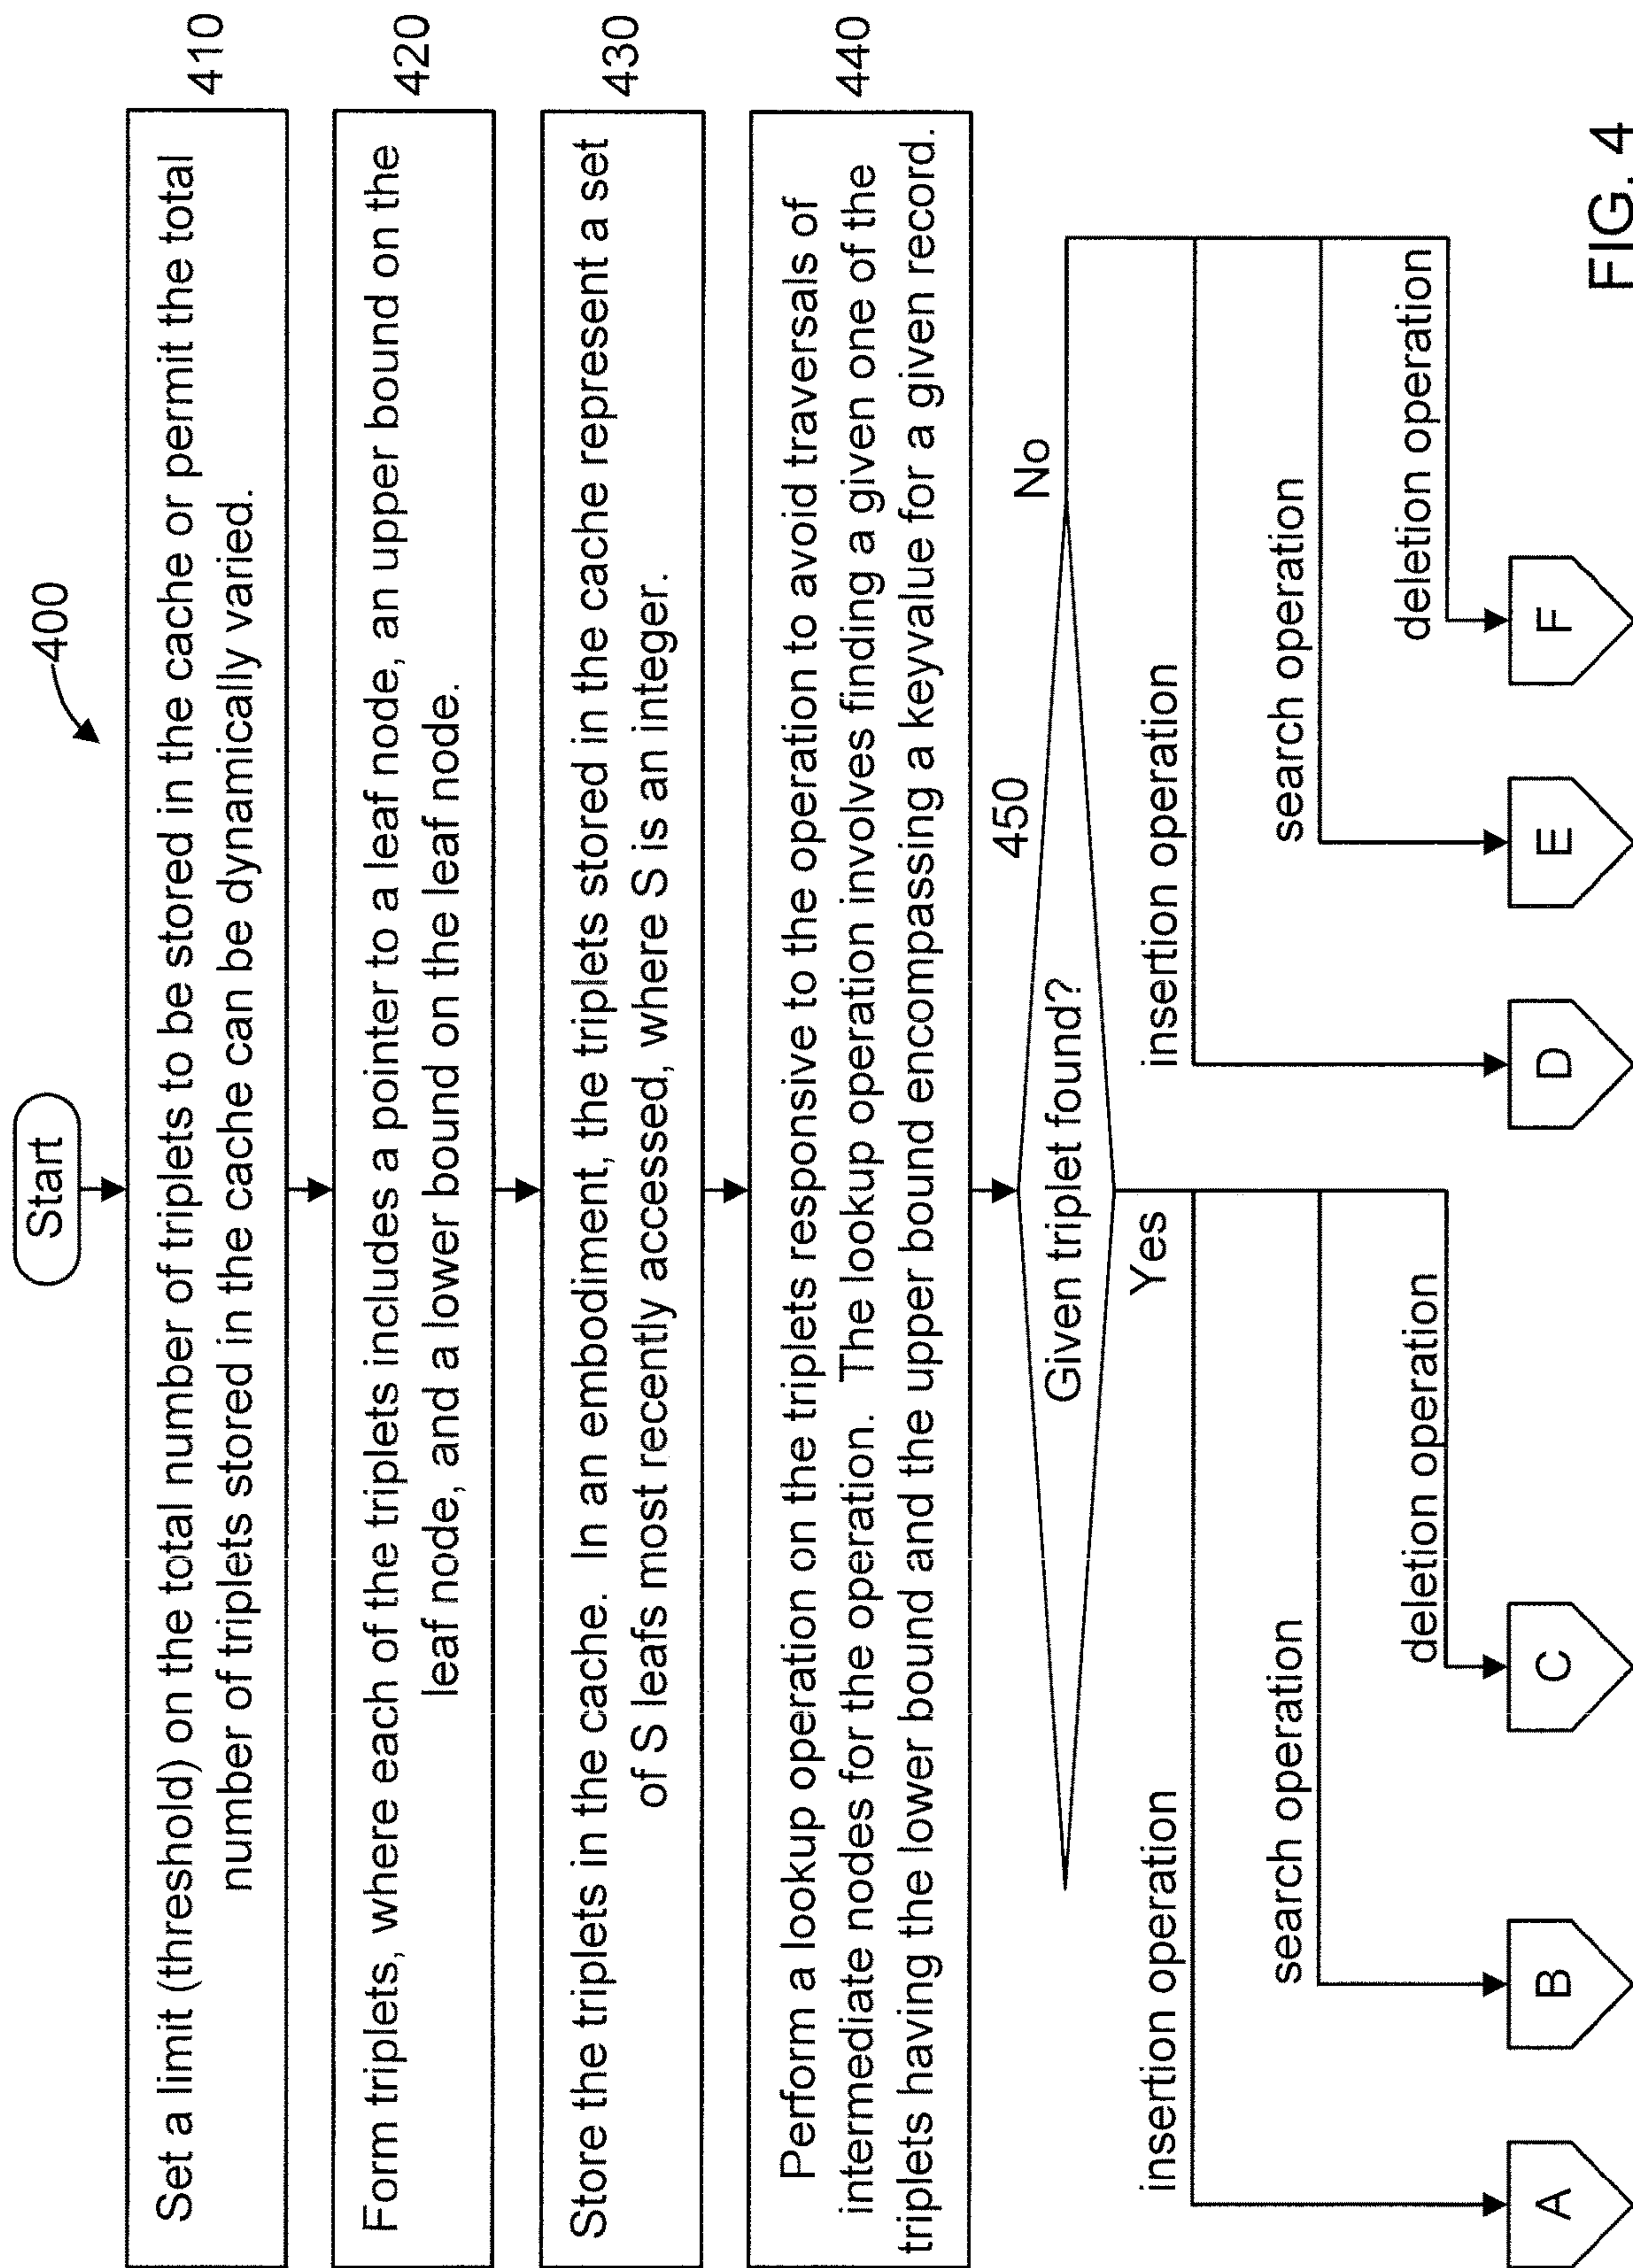 400
Start
Set a limit (threshold) on the total number of triplets to be stored in the cache or permit the total
number of triplets stored in the cache can be dynamically varied.
410
Form triplets, where each of the triplets includes a pointer to a leaf node, an upper bound on the
leaf node, and a lower bound on the leaf node.
420
Store the triplets in the cache. In an embodiment, the triplets stored in the cache represent a set
of S leafs most recently accessed, where S is an integer.
430
Perform a lookup operation on the triplets responsive to the operation to avoid traversals of
intermediate nodes for the operation. The lookup operation involves finding a given one of the
triplets having the lower bound and the upper bound encompassing a keyvalue for a given record.
440
450
Given triplet found?
No
Yes
insertion operation
search operation
deletion operation
insertion operation
search operation
deletion operation
A
B
C
D
E
F
FIG. 4